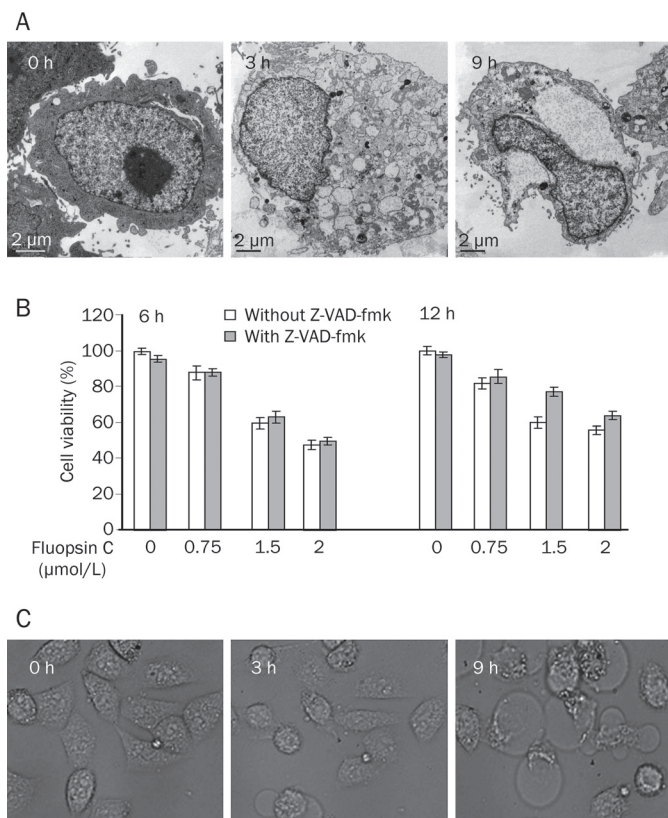 A
0 h
3 h
9 h
2 µm
2 µm
2 µm
B
120
100
80
60
40
20
0
Cell viability (%)
6 h
Without Z-VAD-fmk
With Z-VAD-fmk
12 h
Fluopsin C
(µmol/L)
0 0.75 1.5 2 0 0.75 1.5 2
C
0 h
3 h
9 h